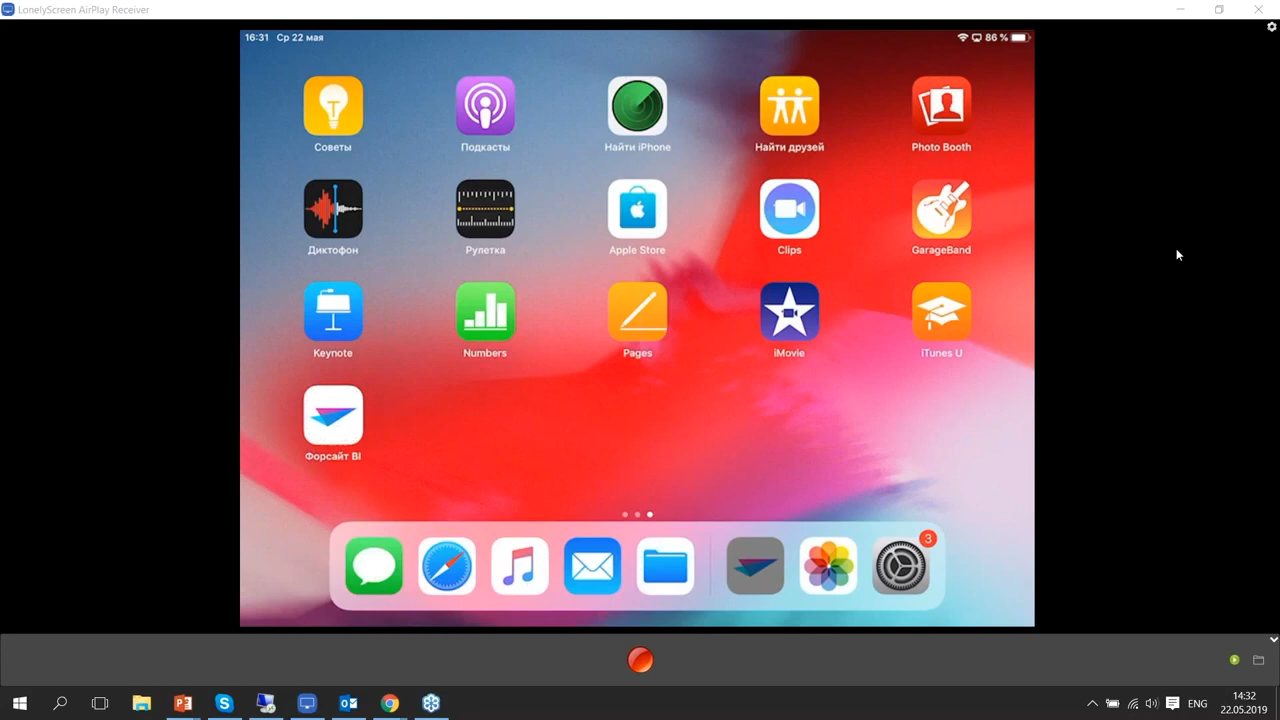 LonelyScreen AirPlay Receiver
16:31 Ср 22 мая
86 %
Советы
Подкасты
Найти iPhone
Найти друзей
Photo Booth
Диктофон
Рулетка
Apple Store
Clips
GarageBand
Keynote
Numbers
Pages
iMovie
iTunes U
Форсайт BI
3
ENG
14:32
22.05.2019